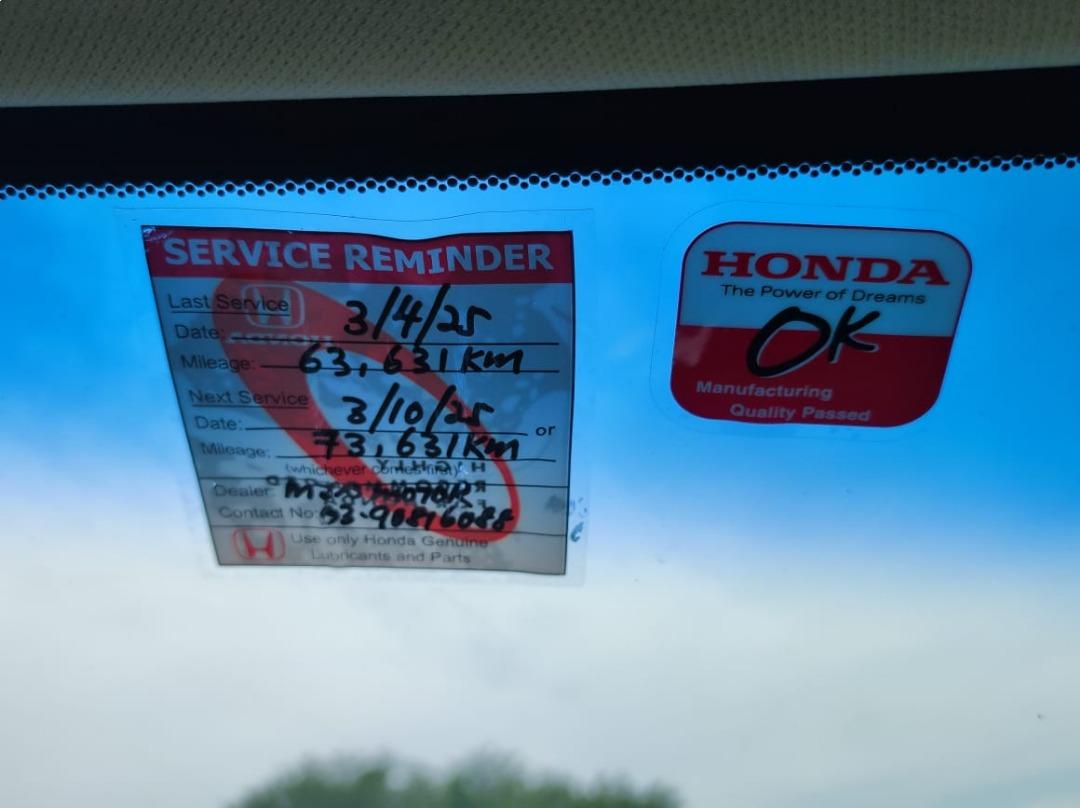 SERVICE REMINDER
Last Service
Date: 3/4/25
Mileage: 63,631km
Next Service
Date: 3/10/25 or
Mileage: 73,631km
(whichever comes first)
Dealer:
Contact No: 03-90816088
Use only Honda Genuine
Lubricants and Parts
HONDA
The Power of Dreams
OK
Manufacturing
Quality Passed